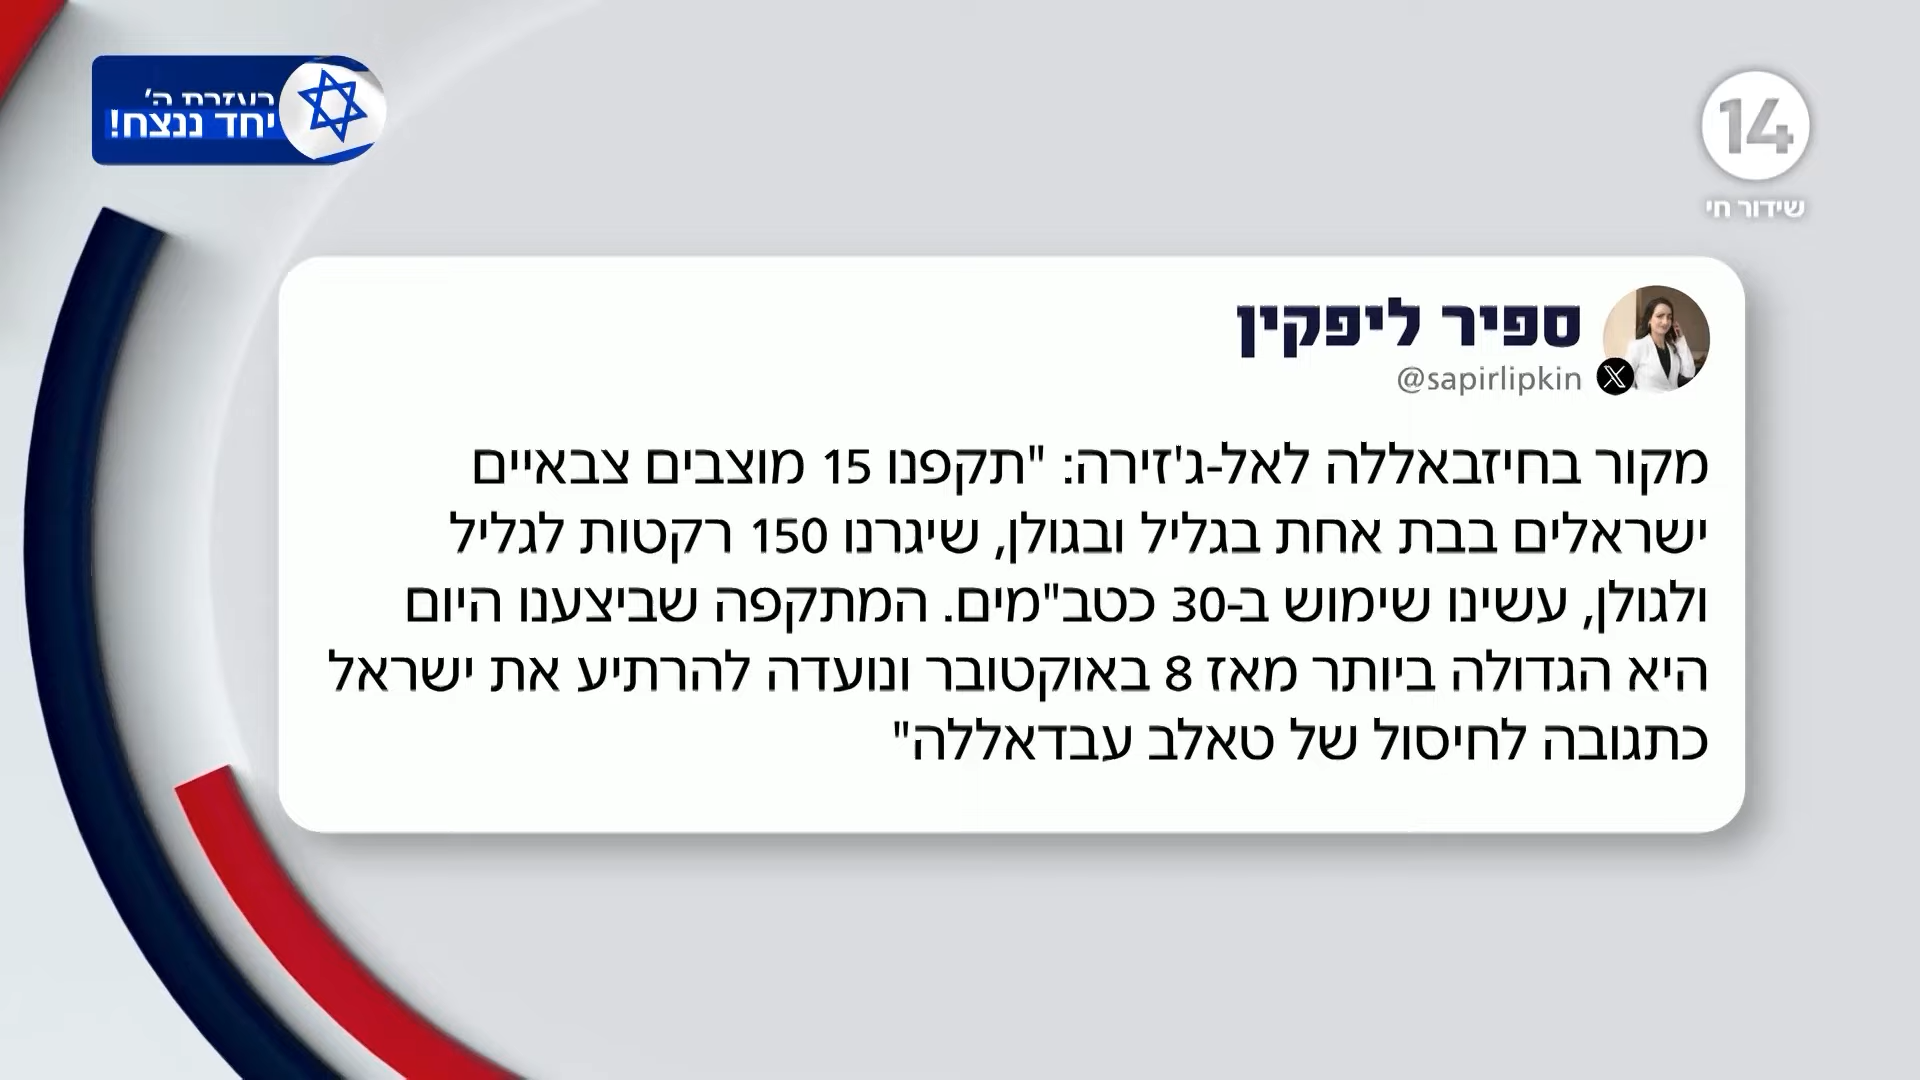 בעזרת ה'
יחד ננצח!
14
שידור חי
ספיר ליפקין
@sapirlipkin
מקור בחיזבאללה לאל-ג'זירה: "תקפנו 15 מוצבים צבאיים
ישראלים בבת אחת בגליל ובגולן, שיגרנו 150 רקטות לגליל
ולגולן, עשינו שימוש ב-30 כטב"מים. המתקפה שביצענו היום
היא הגדולה ביותר מאז 8 באוקטובר ונועדה להרתיע את ישראל
כתגובה לחיסול של טאלב עבדאללה"